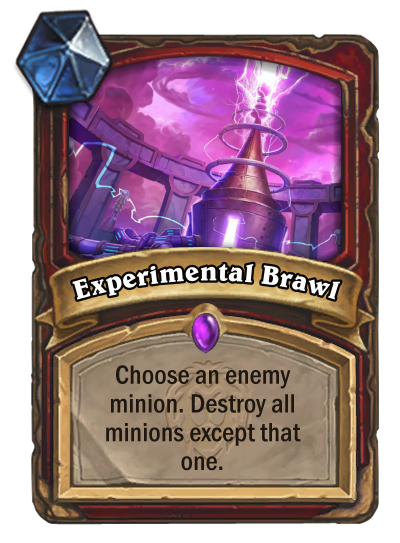 Experimental Brawl
Choose an enemy
minion. Destroy all
minions except that
one.